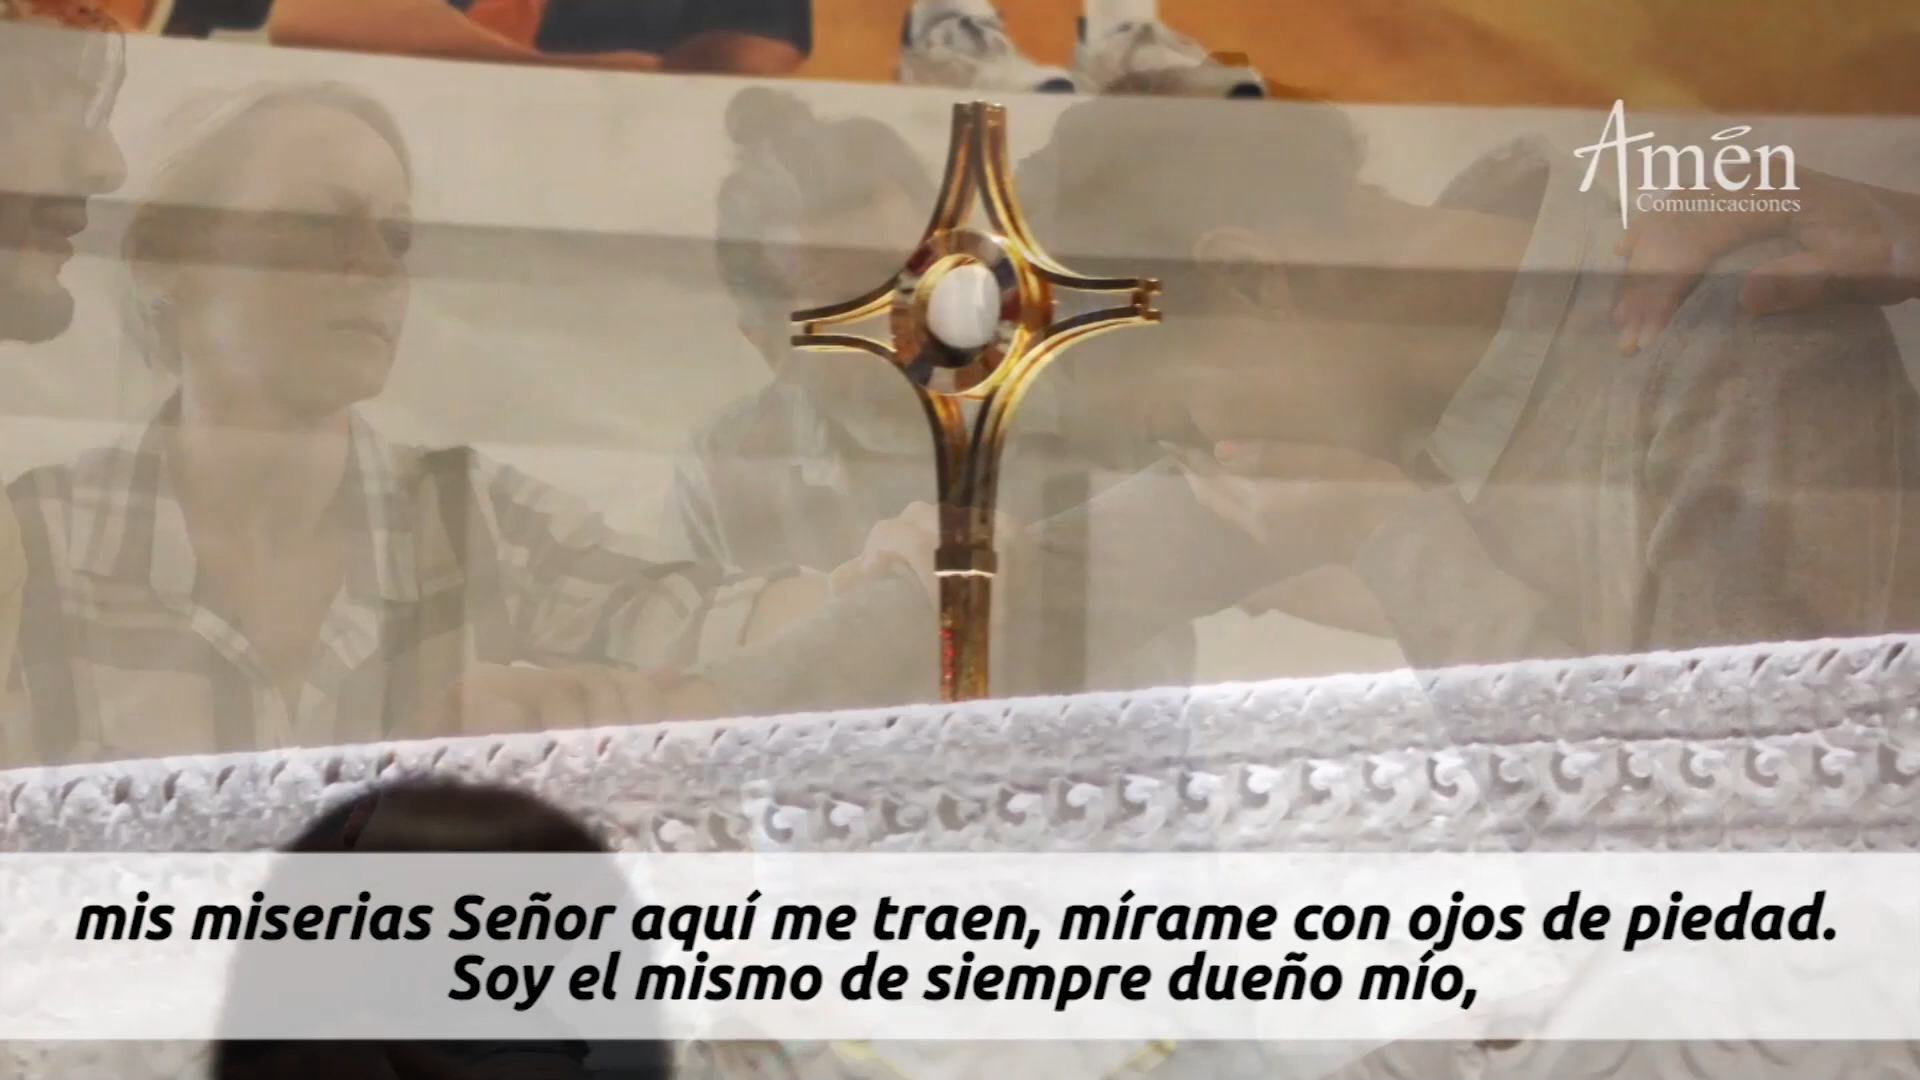 Amén
Comunicaciones
mis miserias Señor aquí me traen, mírame con ojos de piedad.
Soy el mismo de siempre dueño mío,